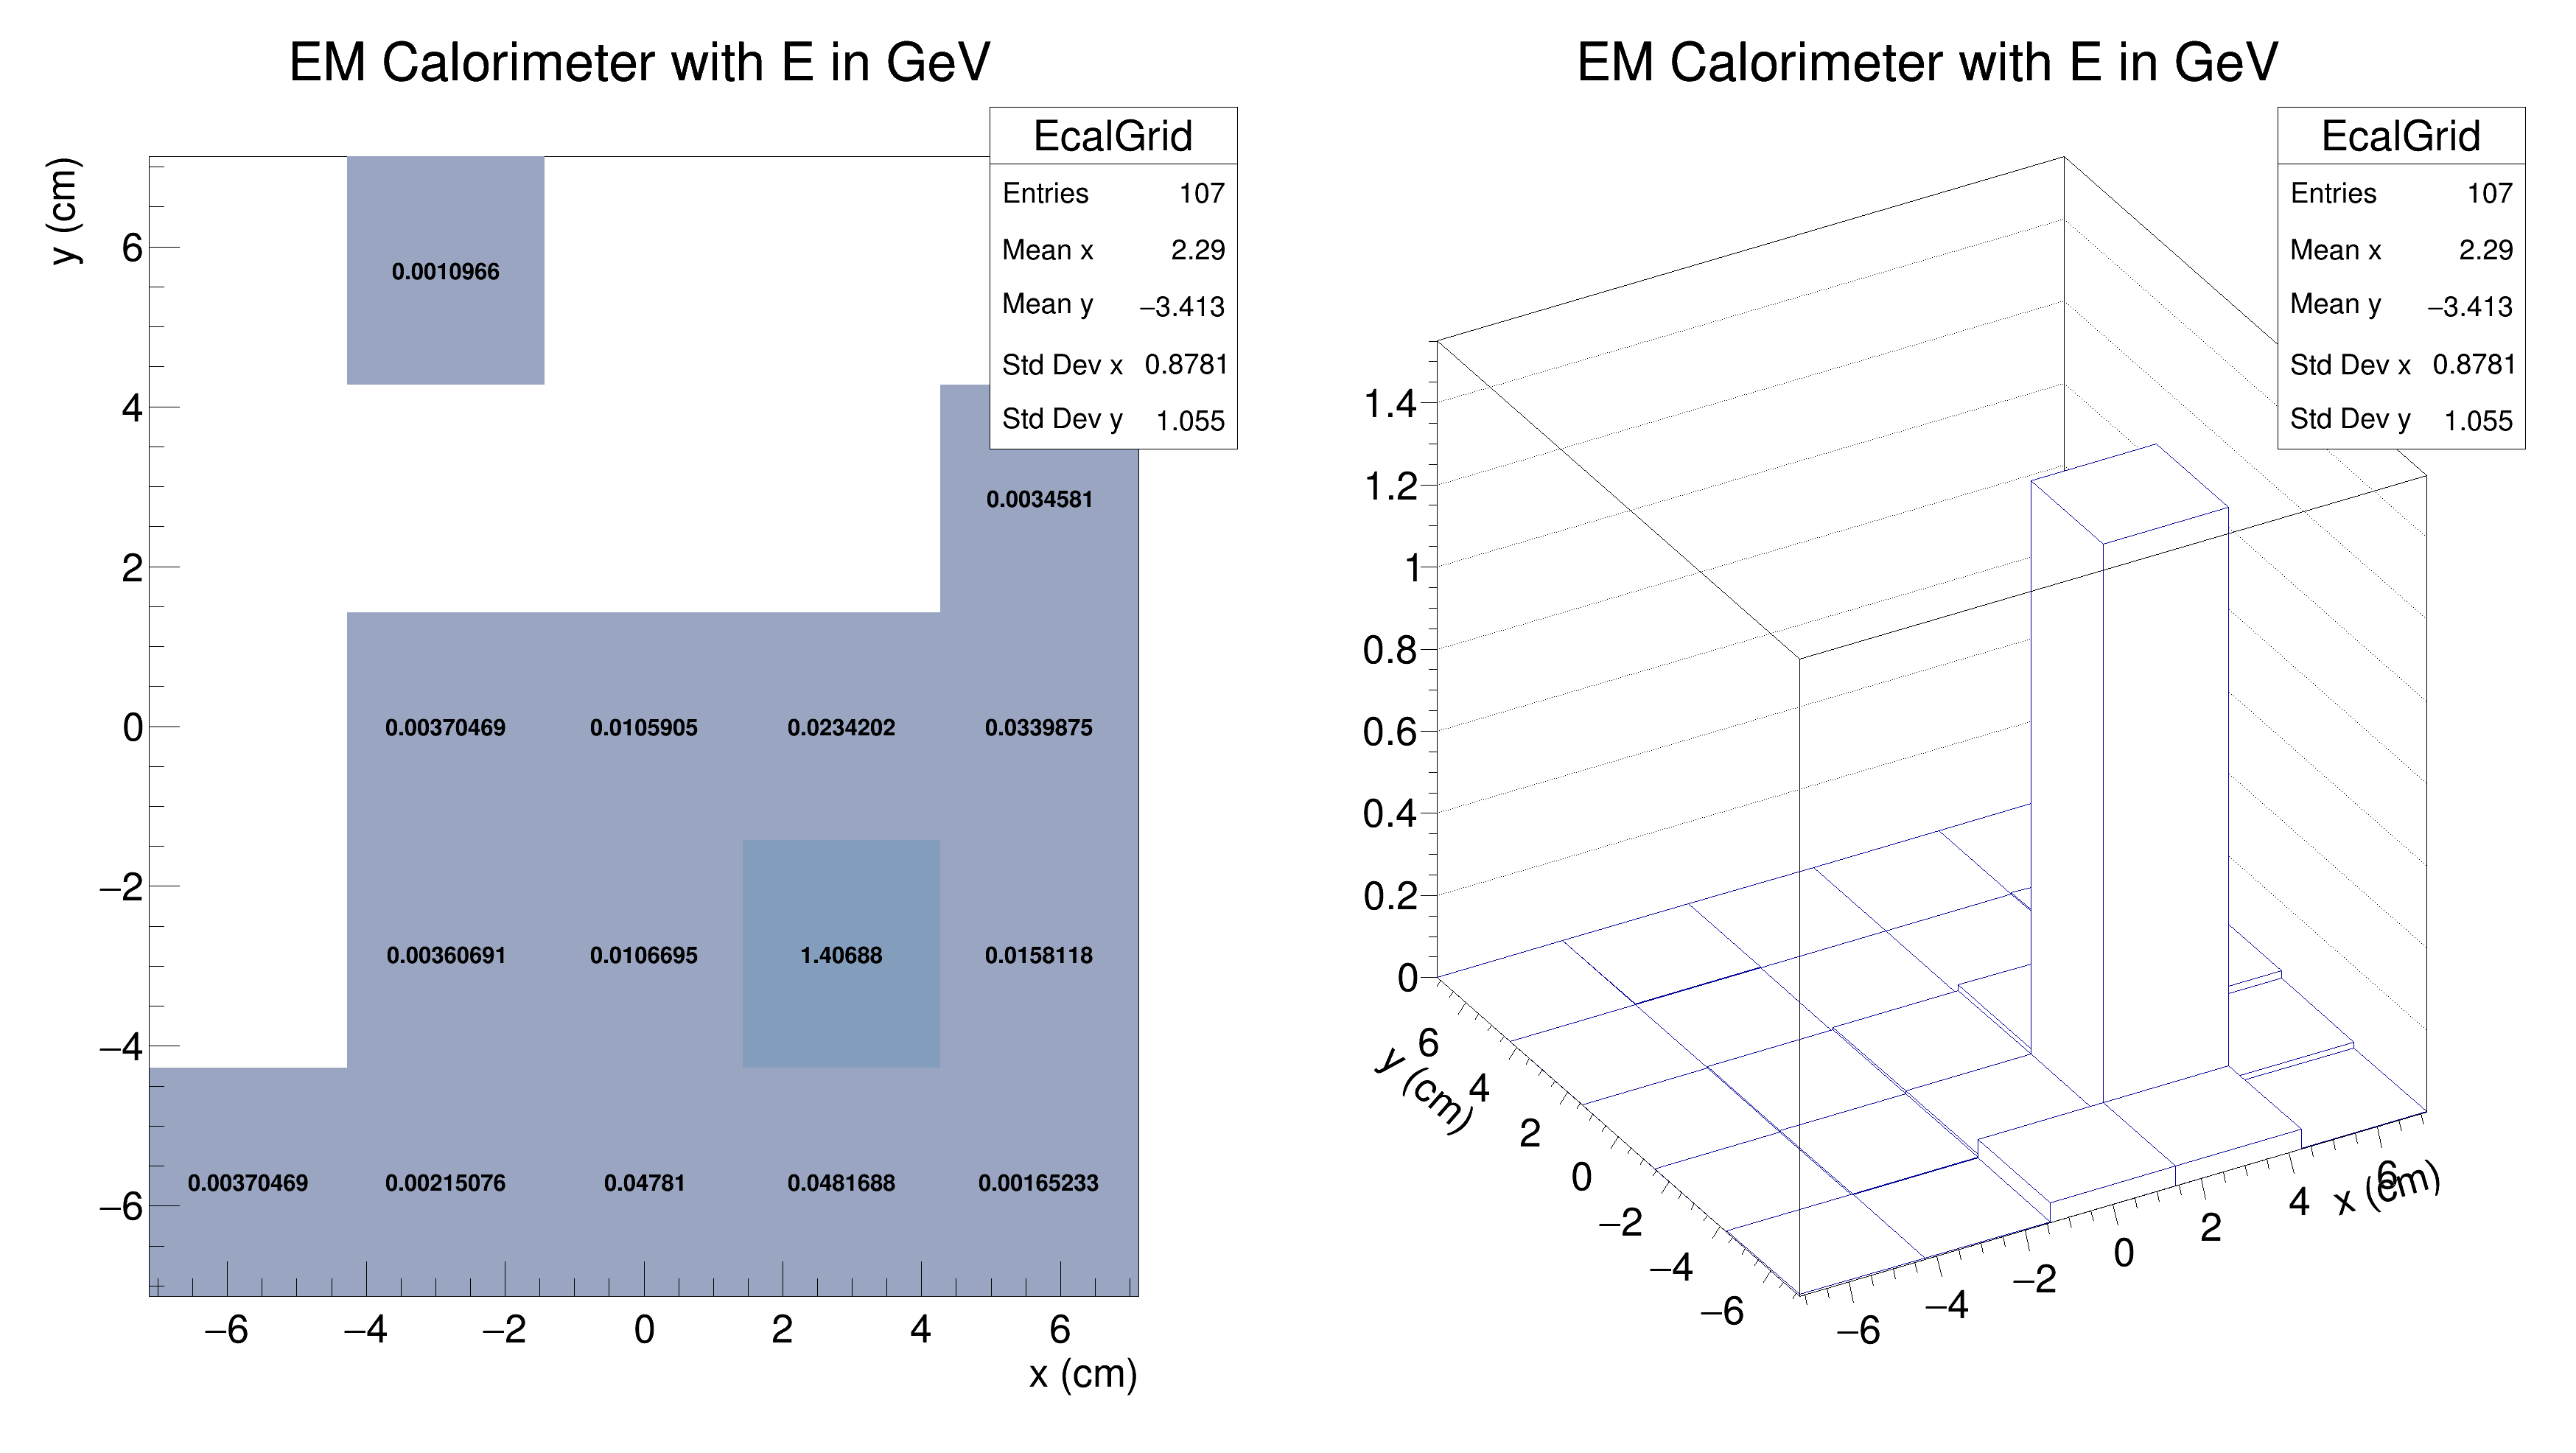 EM Calorimeter with E in GeV
EcalGrid
Entries 107
Mean x 2.29
Mean y −3.413
Std Dev x 0.8781
Std Dev y 1.055
y (cm)
6
4
2
0
−2
−4
−6
0.0010966
0.0034581
0.00370469 0.0105905 0.0234202 0.0339875
0.00360691 0.0106695 1.40688 0.0158118
0.00370469 0.00215076 0.04781 0.0481688 0.00165233
−6 −4 −2 0 2 4 6
x (cm)
EM Calorimeter with E in GeV
EcalGrid
Entries 107
Mean x 2.29
Mean y −3.413
Std Dev x 0.8781
Std Dev y 1.055
1.4
1.2
1
0.8
0.6
0.4
0.2
0
y (cm)
6
4
2
0
−2
−4
−6
−6
−4
−2
0
2
4
6
x (cm)